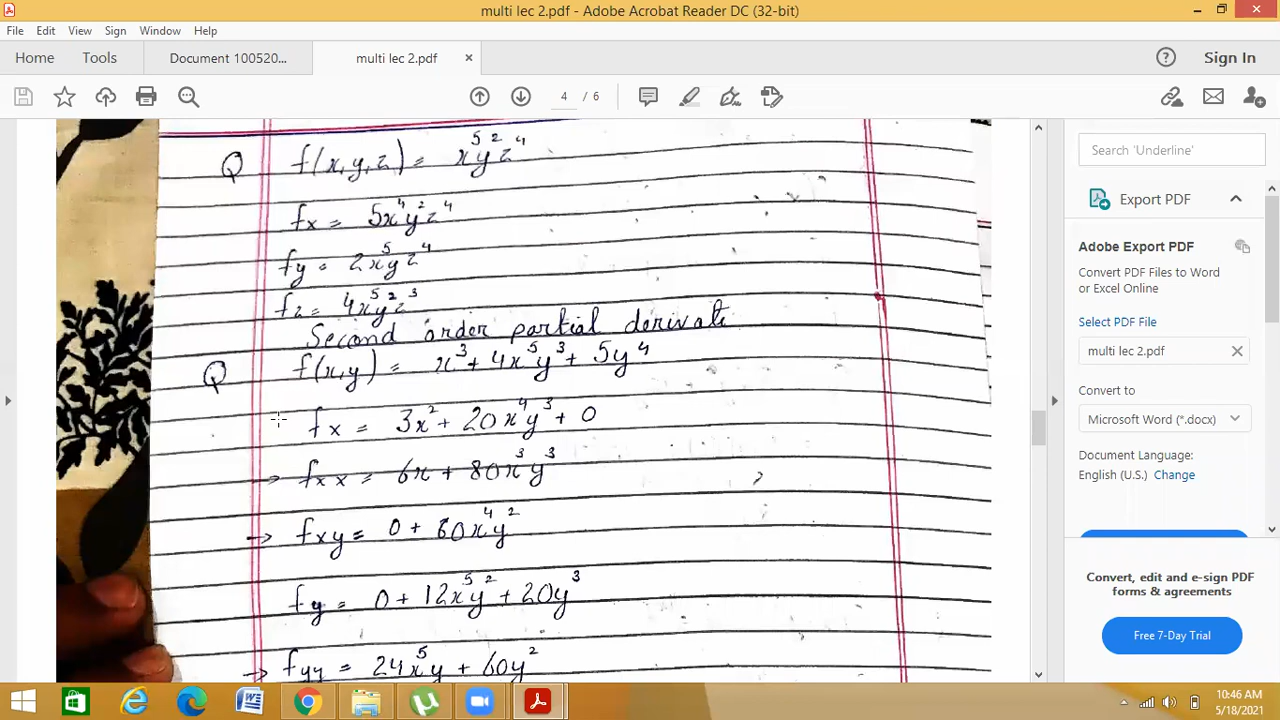 multi lec 2.pdf - Adobe Acrobat Reader DC (32-bit)
File Edit View Sign Window Help
Home Tools Document 100520... multi lec 2.pdf × Sign In
4 / 6
Search 'Underline'
Export PDF
Adobe Export PDF
Convert PDF Files to Word
or Excel Online
Select PDF File
multi lec 2.pdf
Convert to
Microsoft Word (*.docx)
Document Language:
English (U.S.) Change
Convert, edit and e-sign PDF
forms & agreements
Free 7-Day Trial
Q f(x,y,z) = x⁵y²z⁴
fx = 5x⁴y²z⁴
fy = 2x⁵yz⁴
fz = 4x⁵y²z³
Second order partial derivati
Q f(x,y) = x³ + 4x⁵y³ + 5y⁴
fx = 3x² + 20x⁴y³ + 0
→ fxx = 6x + 80x³y³
→ fxy = 0 + 60x⁴y²
fy = 0 + 12x⁵y² + 20y³
→ fyy = 24x⁵y + 60y²
10:46 AM
5/18/2021